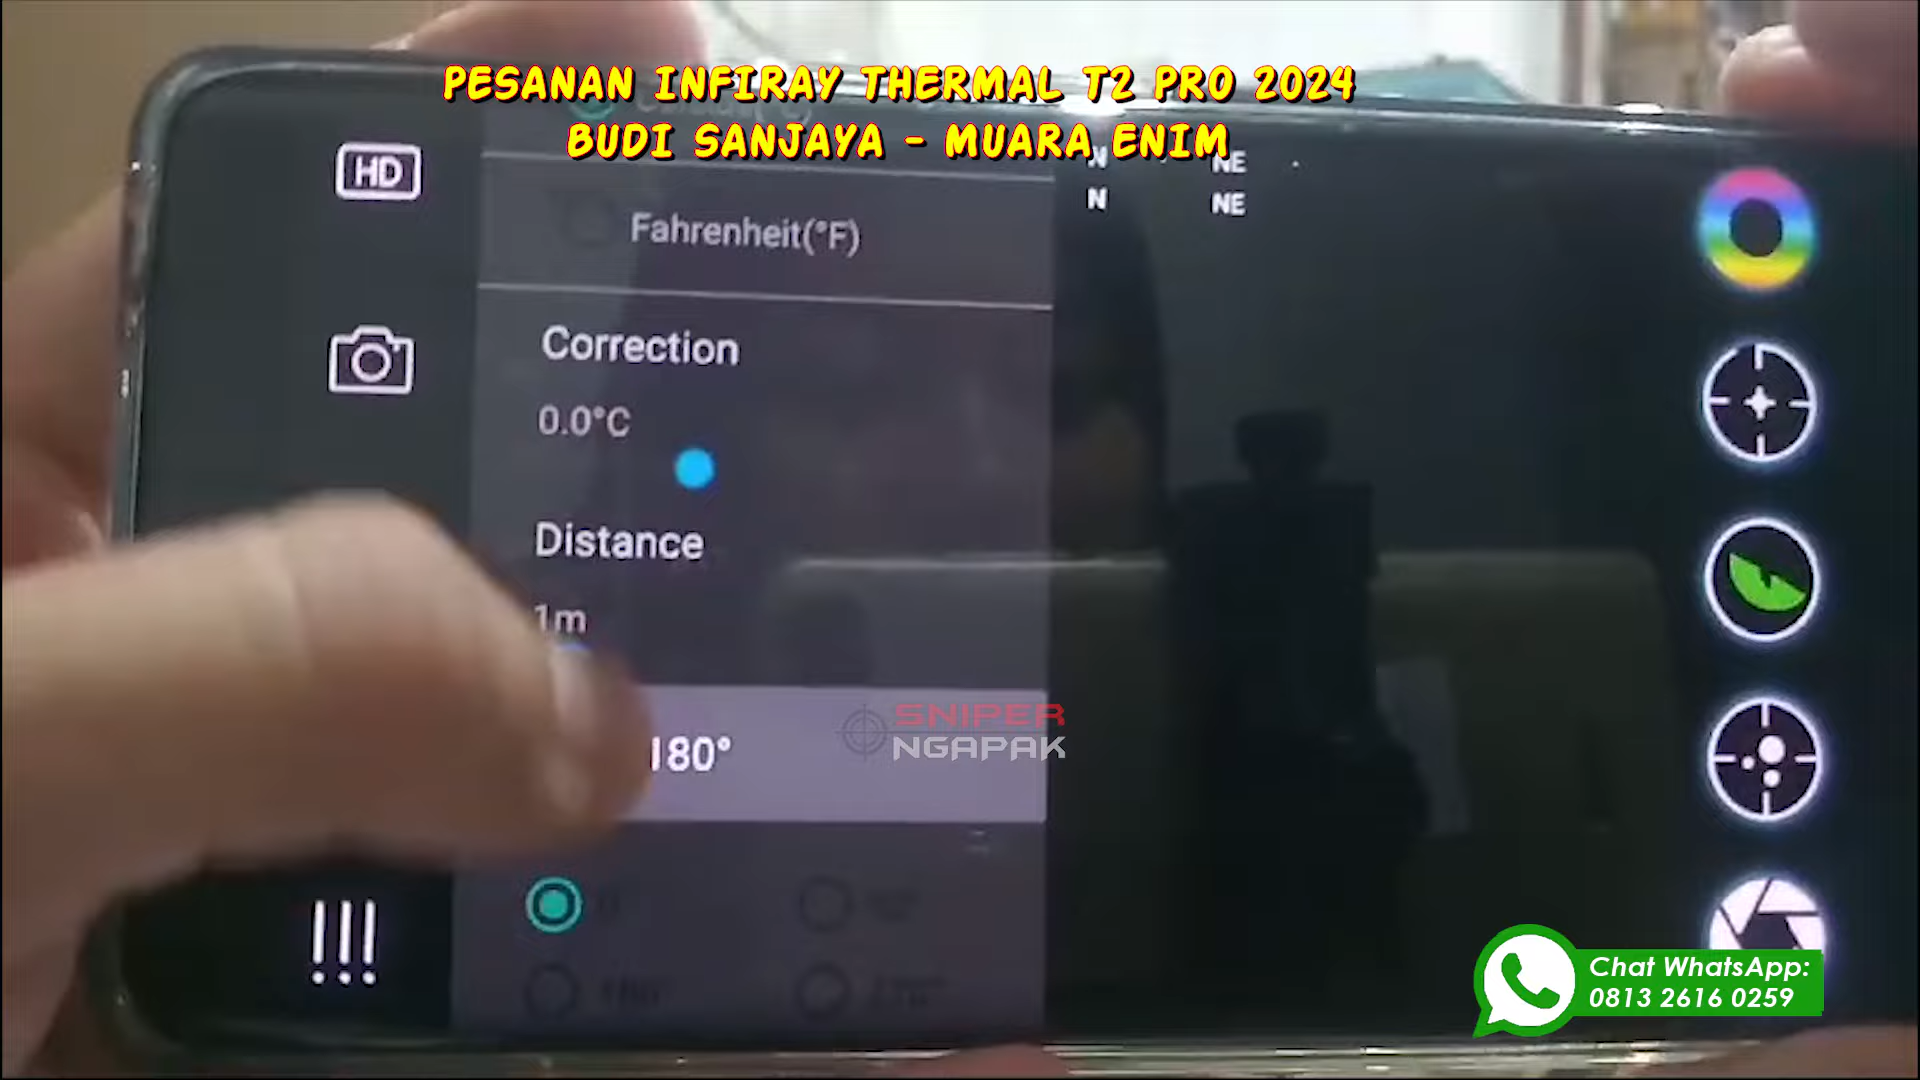 PESANAN INFIRAY THERMAL T2 PRO 2024
BUDI SANJAYA - MUARA ENIM
HD
N NE
N NE
Fahrenheit(°F)
Correction
0.0°C
Distance
1m
180°
SNIPER
NGAPAK
Chat WhatsApp:
0813 2616 0259